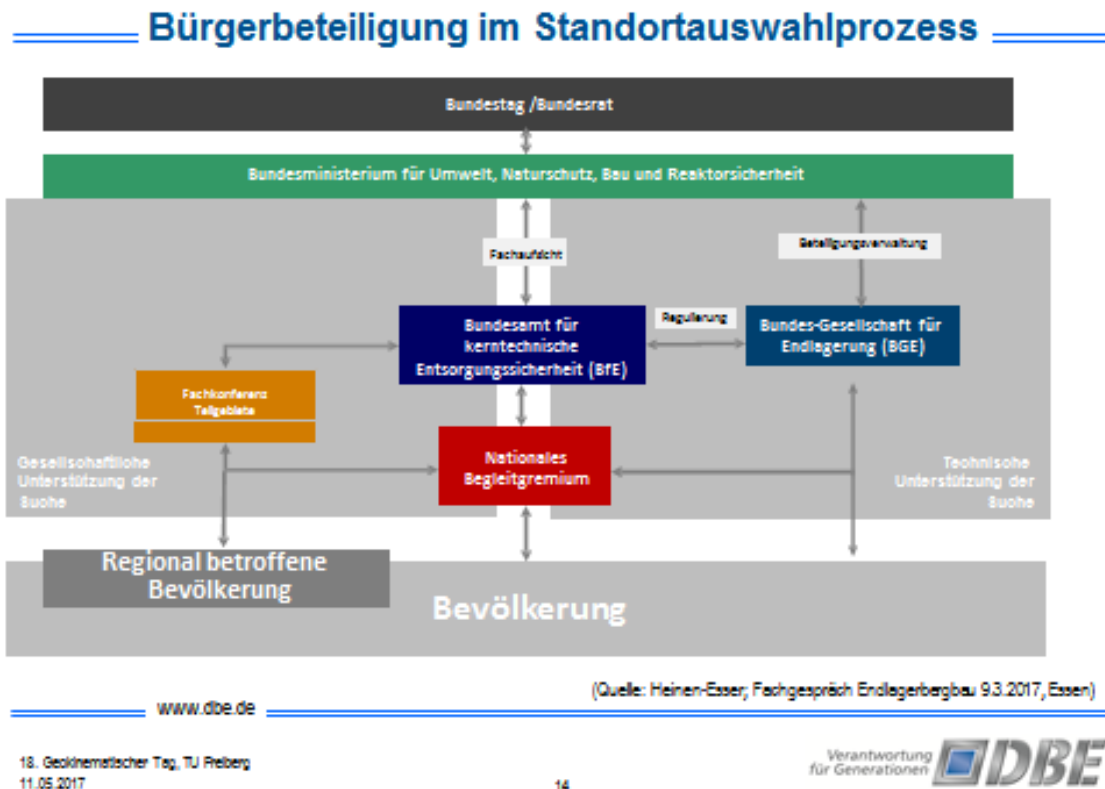 Bürgerbeteiligung im Standortauswahlprozess
Bundestag /Bundesrat
Bundesministerium für Umwelt, Naturschutz, Bau und Reaktorsicherheit
Fachaufsicht
Beteiligungsverwaltung
Bundesamt für
kerntechnische
Entsorgungssicherheit (BfE)
Regulierung
Bundes-Gesellschaft für
Endlagerung (BGE)
Fachkonferenz
Teilgebiete
Nationales
Begleitgremium
Gesellschaftliche
Unterstützung der
Suche
Technische
Unterstützung der
Suche
Regional betroffene
Bevölkerung
Bevölkerung
(Quelle: Heinen-Esser; Fachgespräch Endlagerbergbau 9.3.2017, Essen)
www.dbe.de
18. Geokinematischer Tag, TU Freiberg
11.05.2017
14
Verantwortung
für Generationen
DBE